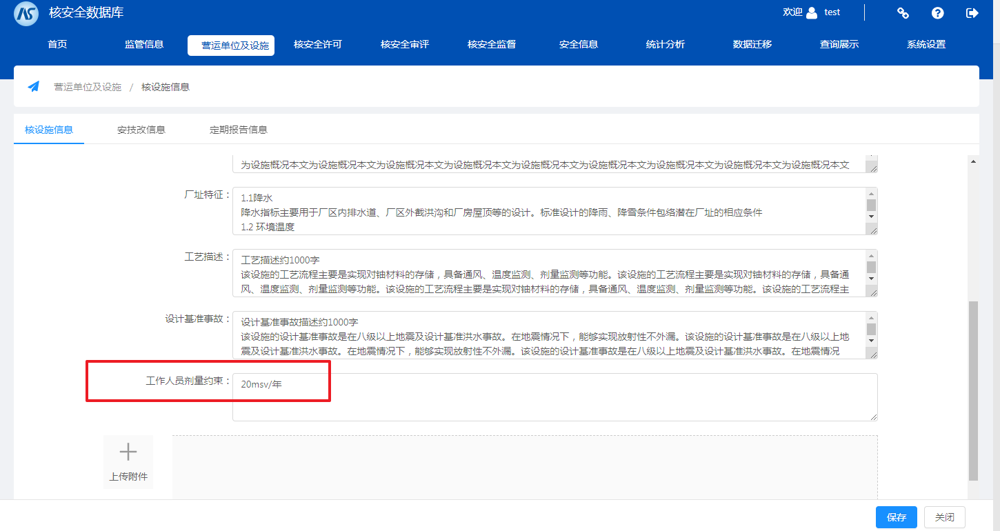 核安全数据库
欢迎 test
首页 监管信息 营运单位及设施 核安全许可 核安全审评 核安全监督 安全信息 统计分析 数据迁移 查询展示 系统设置
营运单位及设施 / 核设施信息
核设施信息 安技改信息 定期报告信息
为设施概况本文为设施概况本文为设施概况本文为设施概况本文为设施概况本文为设施概况本文为设施概况本文为设施概况本文为设施概况本文
厂址特征：
1.1降水
降水指标主要用于厂区内排水道、厂区外截洪沟和厂房屋顶等的设计。标准设计的降雨、降雪条件包络潜在厂址的相应条件
1.2 环境温度
工艺描述：
工艺描述约1000字
该设施的工艺流程主要是实现对铀材料的存储，具备通风、温度监测、剂量监测等功能。该设施的工艺流程主要是实现对铀材料的存储，具备通
风、温度监测、剂量监测等功能。该设施的工艺流程主要是实现对铀材料的存储，具备通风、温度监测、剂量监测等功能。该设施的工艺流程主
设计基准事故：
设计基准事故描述约1000字
该设施的设计基准事故是在八级以上地震及设计基准洪水事故。在地震情况下，能够实现放射性不外漏。该设施的设计基准事故是在八级以上地
震及设计基准洪水事故。在地震情况下，能够实现放射性不外漏。该设施的设计基准事故是在八级以上地震及设计基准洪水事故。在地震情况
工作人员剂量约束：
20msv/年
上传附件
保存 关闭